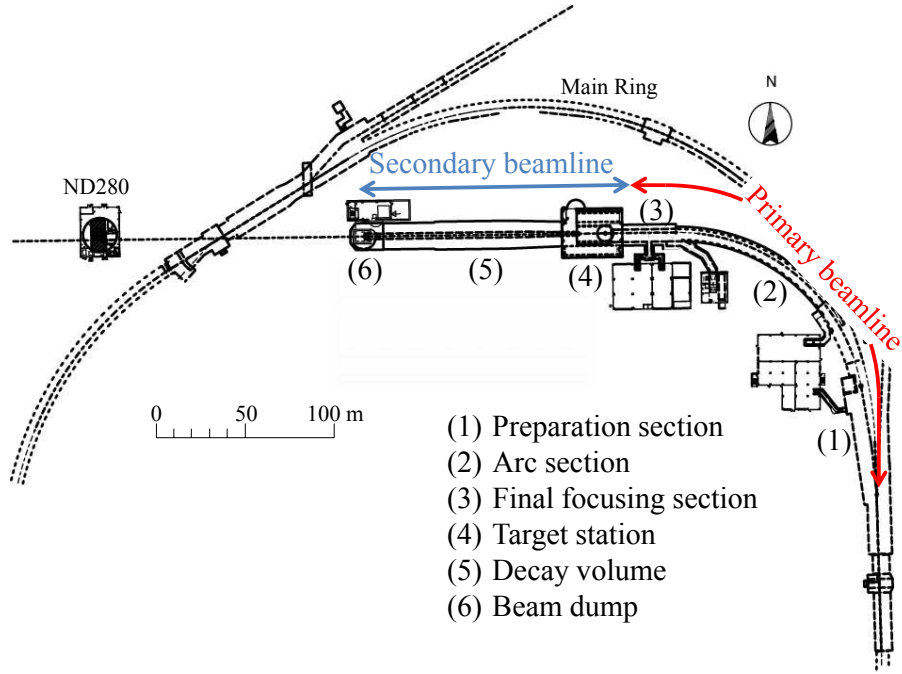 Main Ring
N
Secondary beamline
ND280
Primary beamline
(3)
(6)
(5)
(4)
(2)
(1)
0 50 100 m
(1) Preparation section
(2) Arc section
(3) Final focusing section
(4) Target station
(5) Decay volume
(6) Beam dump